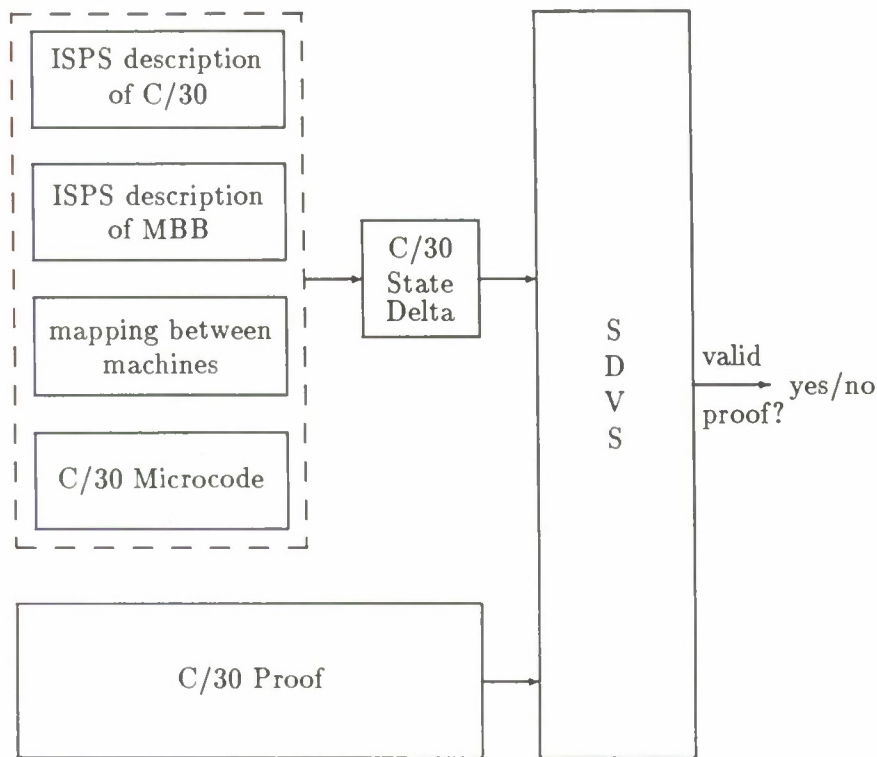 ISPS description
of C/30
ISPS description
of MBB
mapping between
machines
C/30 Microcode
C/30
State
Delta
C/30 Proof
S
D
V
S
valid
proof?
yes/no